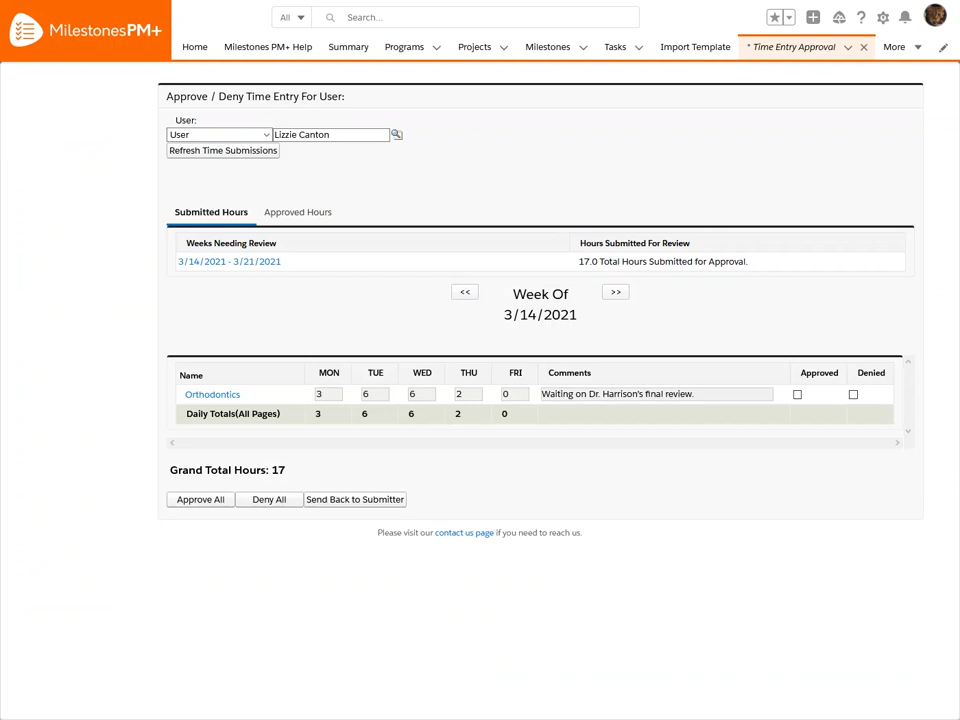 MilestonesPM+
All
Search...
Home
Milestones PM+ Help
Summary
Programs
Projects
Milestones
Tasks
Import Template
* Time Entry Approval
More
Approve / Deny Time Entry For User:
User:
User
Lizzie Canton
Refresh Time Submissions
Submitted Hours
Approved Hours
Weeks Needing Review
Hours Submitted For Review
3/14/2021 - 3/21/2021
17.0 Total Hours Submitted for Approval.
<<
Week Of
3/14/2021
>>
Name
MON
TUE
WED
THU
FRI
Comments
Approved
Denied
Orthodontics
3
6
6
2
0
Waiting on Dr. Harrison's final review.
Daily Totals(All Pages)
3
6
6
2
0
Grand Total Hours: 17
Approve All
Deny All
Send Back to Submitter
Please visit our contact us page if you need to reach us.